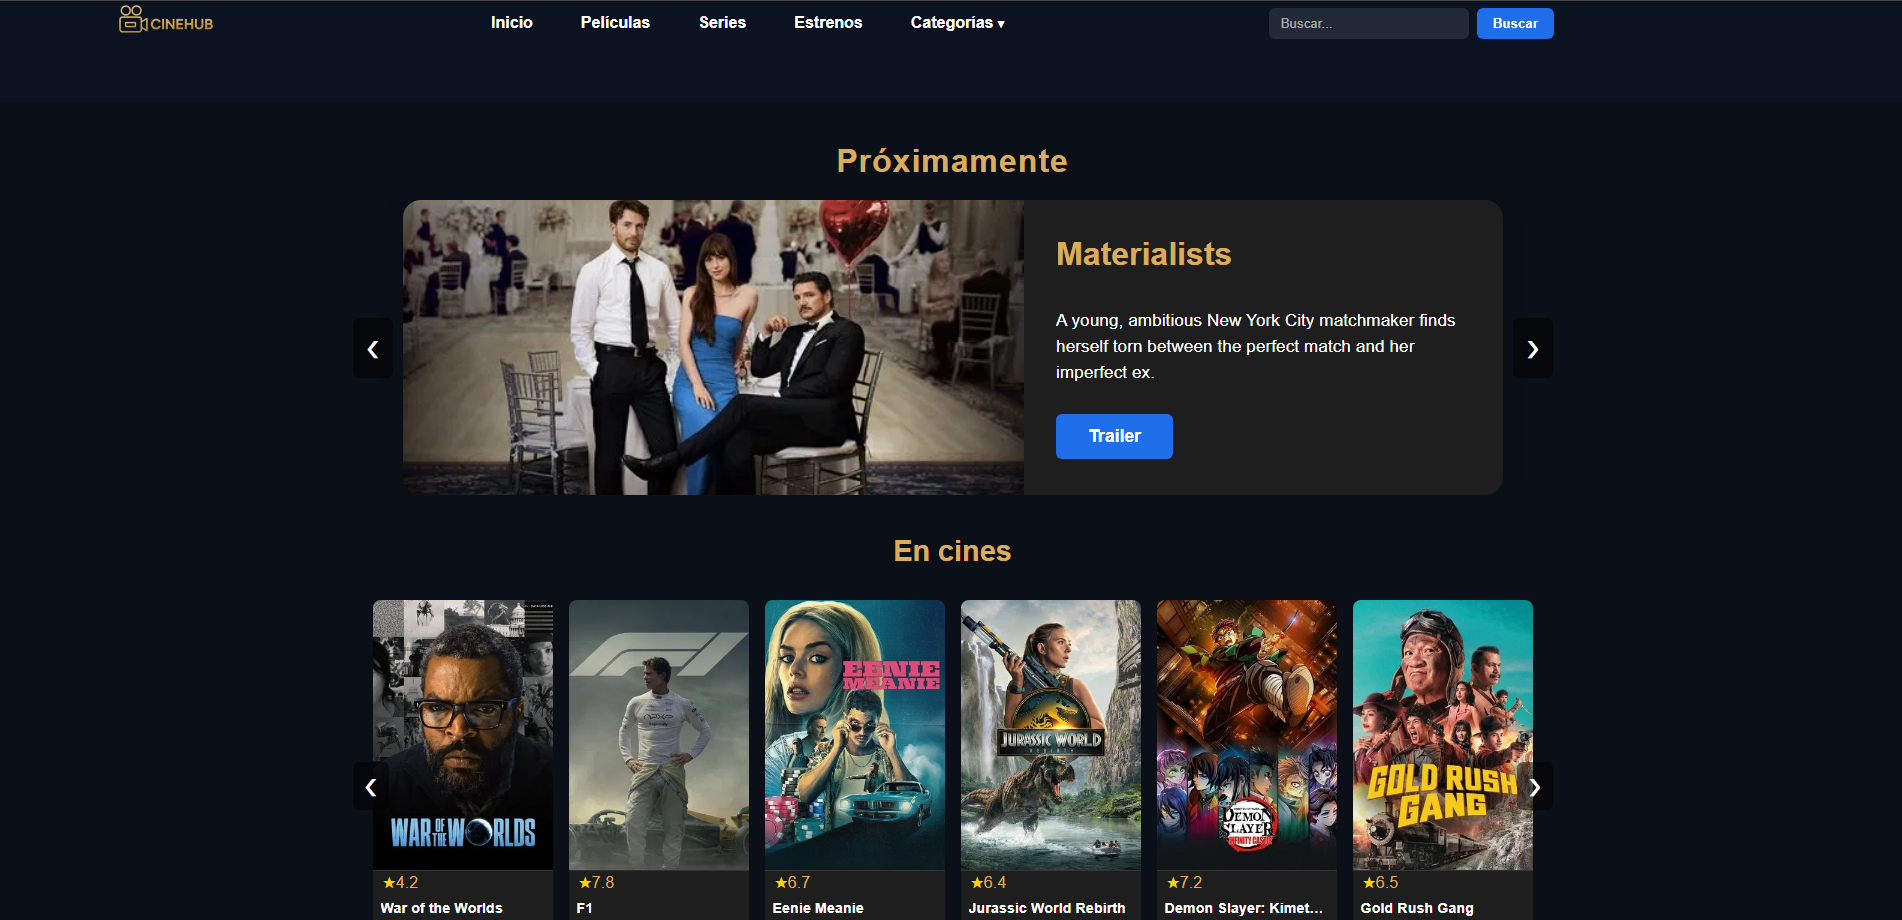 CINEHUB
Inicio
Películas
Series
Estrenos
Categorías ▾
Buscar...
Buscar
Próximamente
Materialists
A young, ambitious New York City matchmaker finds
herself torn between the perfect match and her
imperfect ex.
Trailer
En cines
WAR OF THE WORLDS
EENIE
MEANIE
JURASSIC WORLD
REBIRTH
DEMON
SLAYER
INFINITY CASTLE
GOLD RUSH
GANG
★4.2
★7.8
★6.7
★6.4
★7.2
★6.5
War of the Worlds
F1
Eenie Meanie
Jurassic World Rebirth
Demon Slayer: Kimet...
Gold Rush Gang